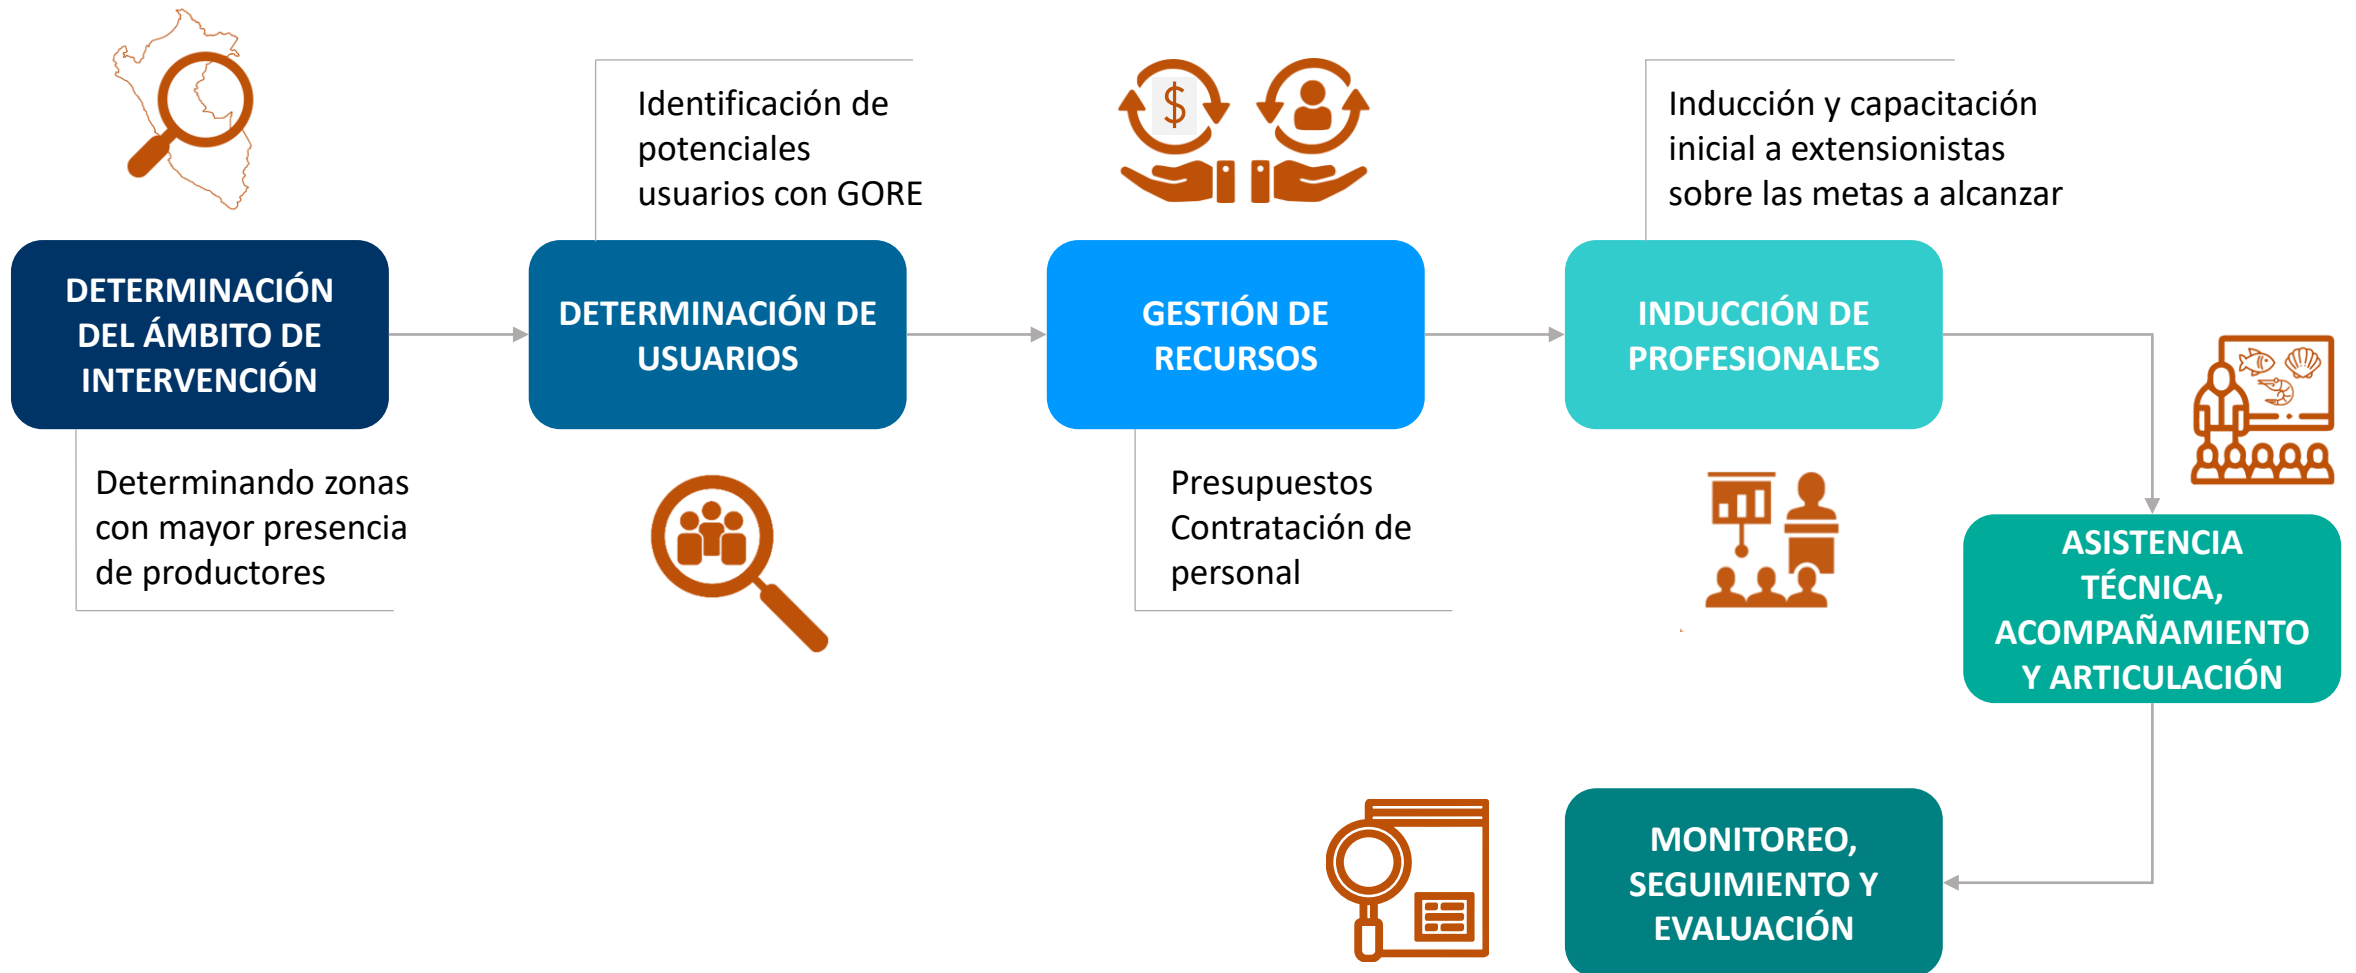 Identificación de
potenciales
usuarios con GORE
$
Inducción y capacitación
inicial a extensionistas
sobre las metas a alcanzar
DETERMINACIÓN
DEL ÁMBITO DE
INTERVENCIÓN
DETERMINACIÓN DE
USUARIOS
GESTIÓN DE
RECURSOS
INDUCCIÓN DE
PROFESIONALES
Determinando zonas
con mayor presencia
de productores
Presupuestos
Contratación de
personal
ASISTENCIA
TÉCNICA,
ACOMPAÑAMIENTO
Y ARTICULACIÓN
MONITOREO,
SEGUIMIENTO Y
EVALUACIÓN